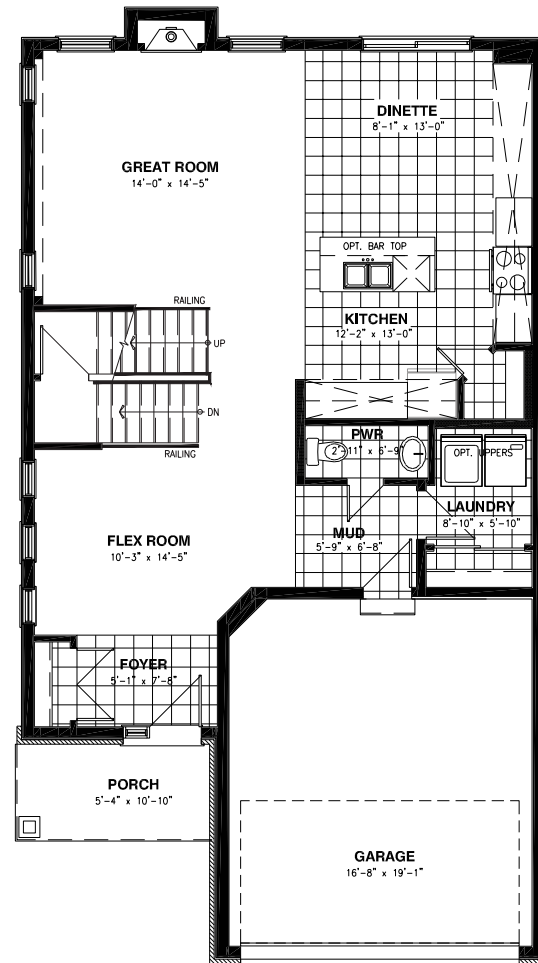 DINETTE
8'-1" x 13'-0"
GREAT ROOM
14'-0" x 14'-5"
OPT. BAR TOP
RAILING
KITCHEN
12'-2" x 13'-0"
UP
DN
RAILING
PWR
2'-11" x 6'-9"
OPT. UPPERS
LAUNDRY
8'-10" x 5'-10"
MUD
5'-9" x 6'-8"
FLEX ROOM
10'-3" x 14'-5"
FOYER
5'-1" x 7'-8"
PORCH
5'-4" x 10'-10"
GARAGE
16'-8" x 19'-1"